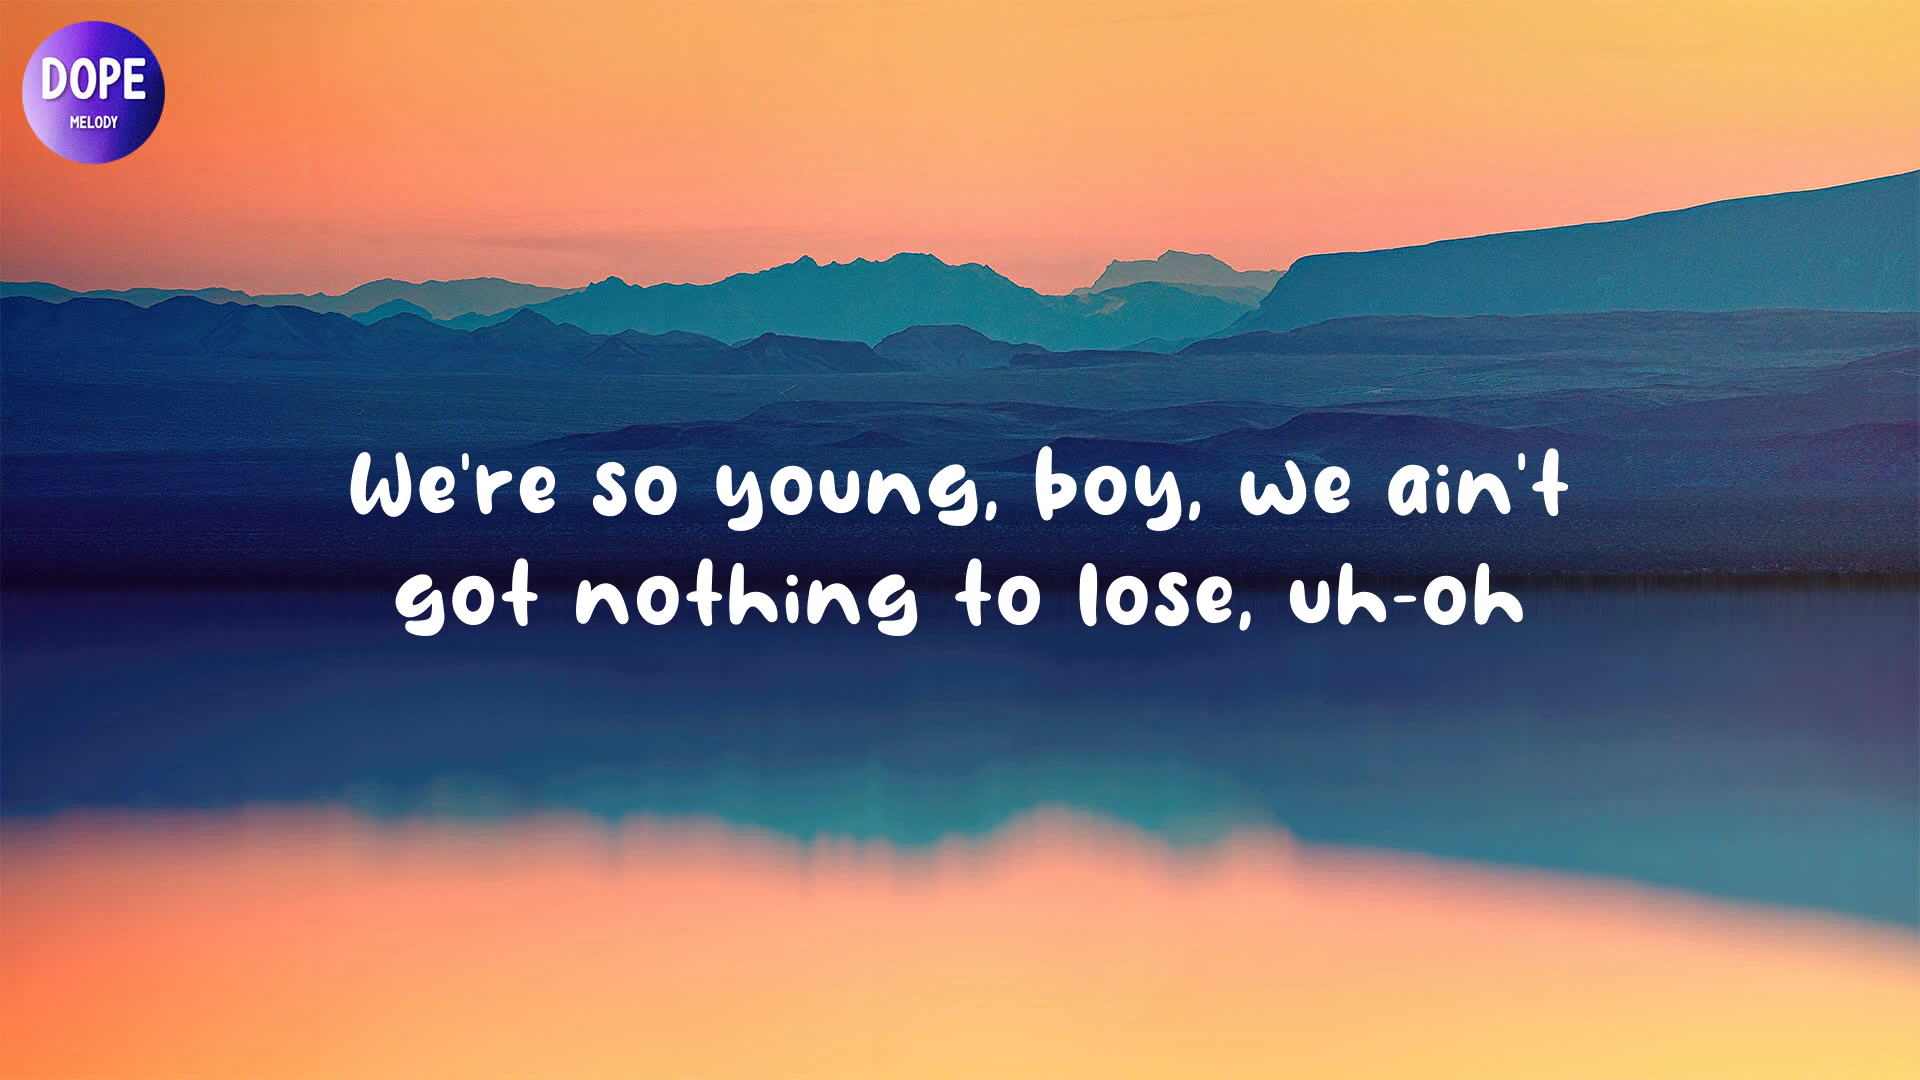 DOPE
MELODY
We're so young, boy, we ain't
got nothing to lose, uh-oh